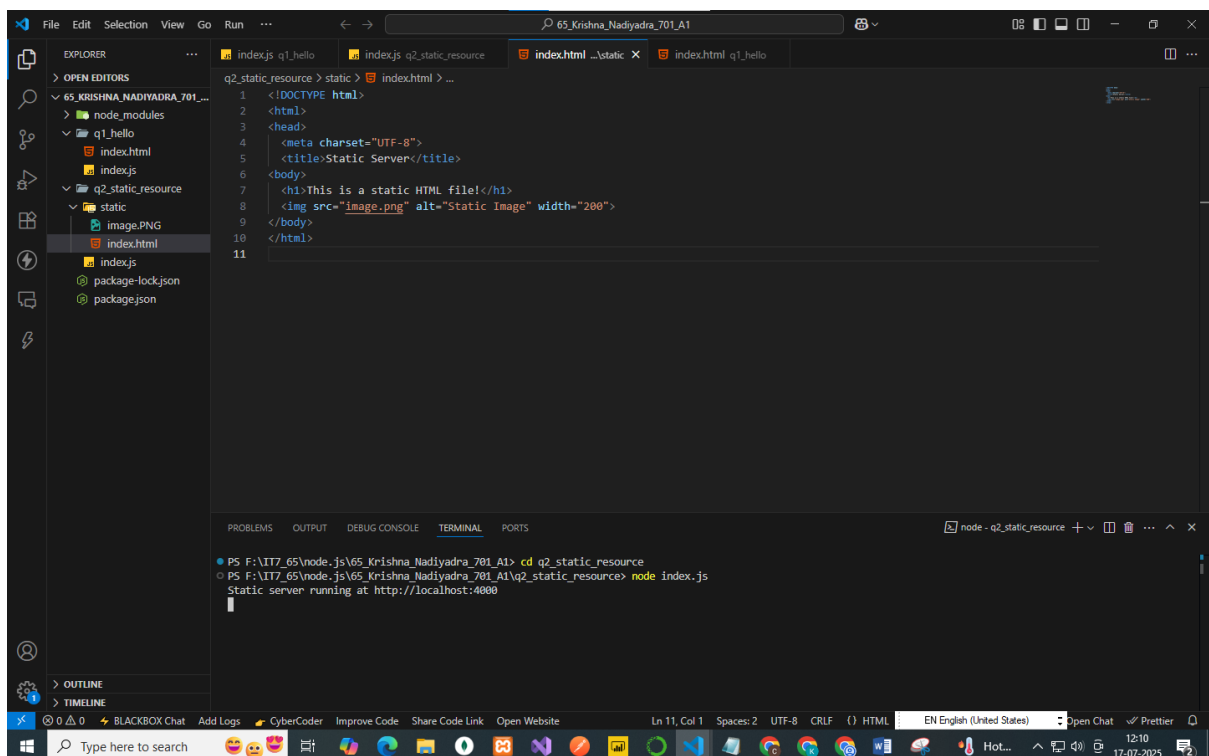 File Edit Selection View Go Run ··· 65_Krishna_Nadiyadra_701_A1
EXPLORER ···
OPEN EDITORS
65_KRISHNA_NADIYADRA_701_...
node_modules
q1_hello
index.html
index.js
q2_static_resource
static
image.PNG
index.html
index.js
package-lock.json
package.json
OUTLINE
TIMELINE
index.js q1_hello index.js q2_static_resource index.html ...\static index.html q1_hello
q2_static_resource > static > index.html > ...
1 <!DOCTYPE html>
2 <html>
3 <head>
4 <meta charset="UTF-8">
5 <title>Static Server</title>
6 <body>
7 <h1>This is a static HTML file!</h1>
8 <img src="image.png" alt="Static Image" width="200">
9 </body>
10 </html>
11
PROBLEMS OUTPUT DEBUG CONSOLE TERMINAL PORTS node - q2_static_resource
PS F:\IT7_65\node.js\65_Krishna_Nadiyadra_701_A1> cd q2_static_resource
PS F:\IT7_65\node.js\65_Krishna_Nadiyadra_701_A1\q2_static_resource> node index.js
Static server running at http://localhost:4000
1
0 0 BLACKBOX Chat Add Logs CyberCoder Improve Code Share Code Link Open Website Ln 11, Col 1 Spaces: 2 UTF-8 CRLF {} HTML EN English (United States) Open Chat Prettier
Type here to search Hot... 12:10
17-07-2025